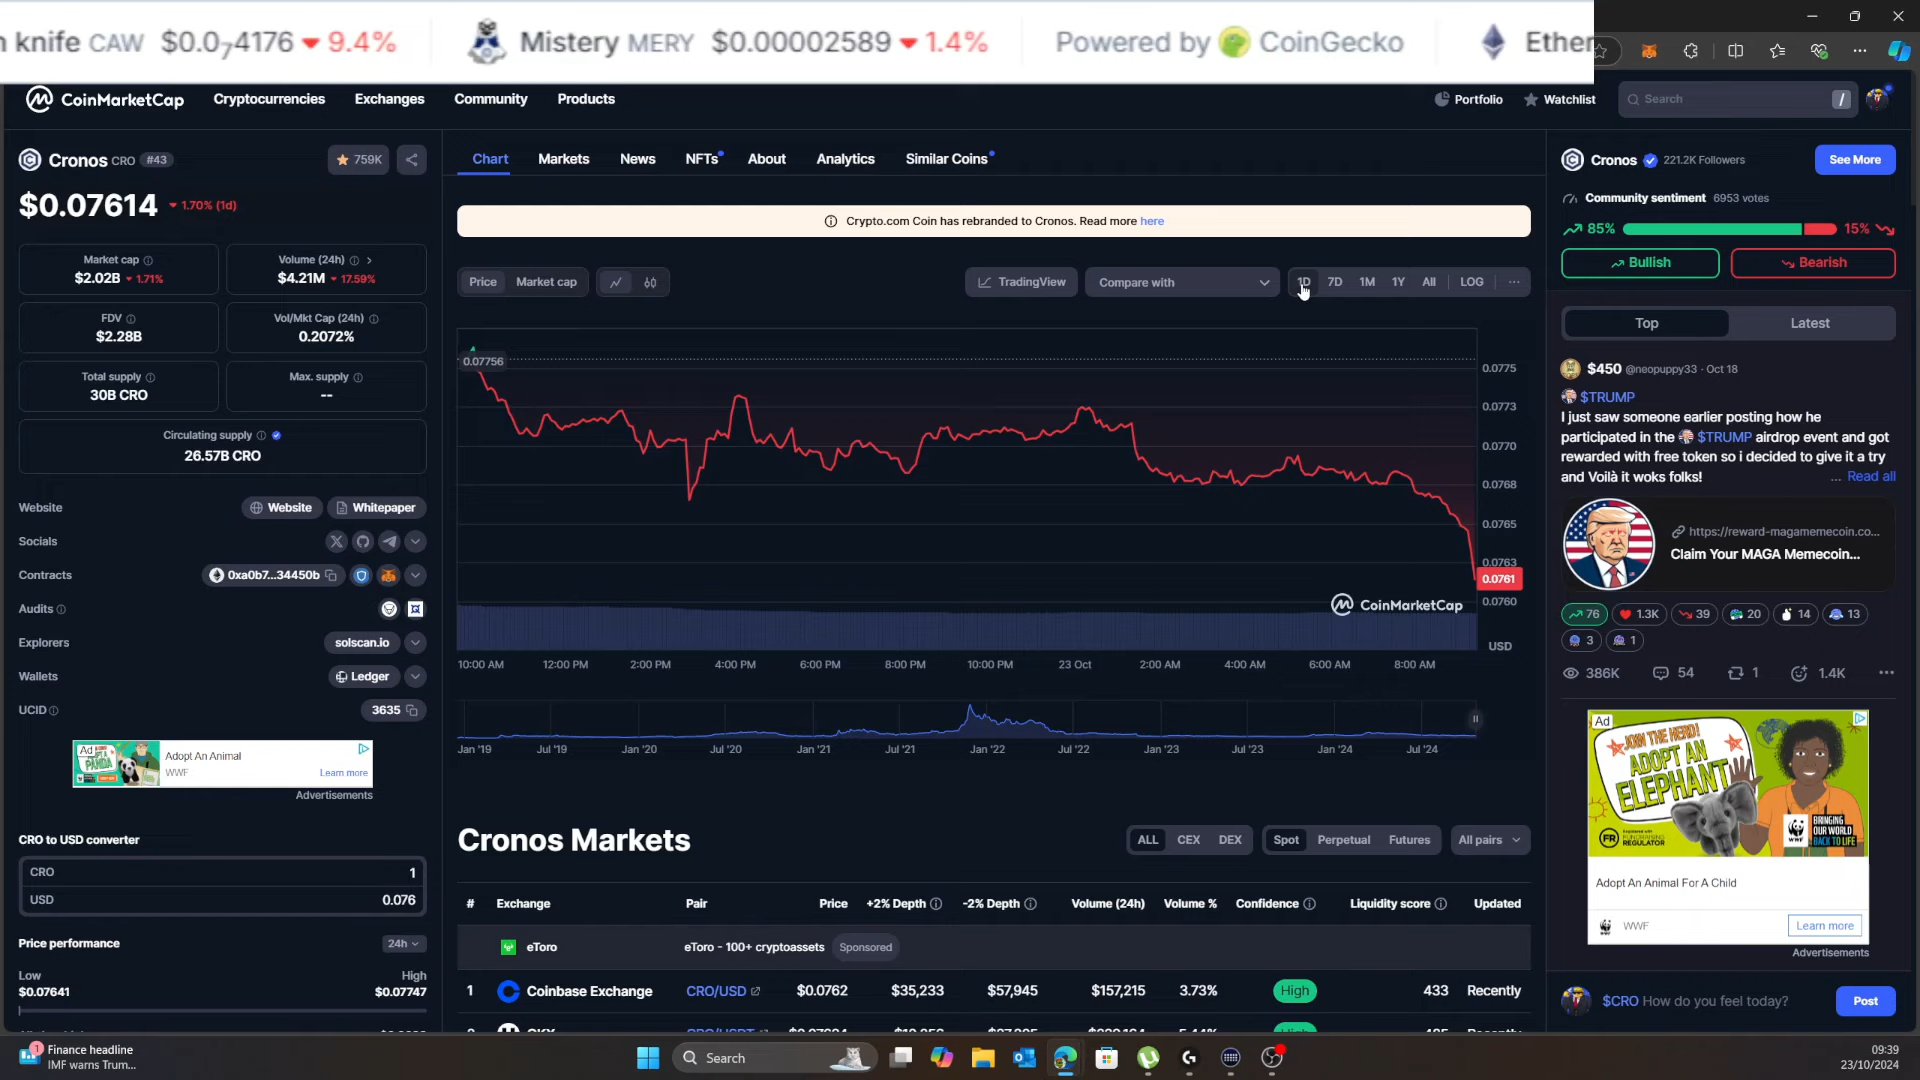 knife CAW $0.0₇4176 9.4% Mistery MERY $0.00002589 1.4% Powered by CoinGecko
CoinMarketCap Cryptocurrencies Exchanges Community Products Portfolio Watchlist Search /
Cronos CRO #43 759K
$0.07614 1.70% (1d)
Market cap
$2.02B 1.71%
Volume (24h)
$4.21M 17.59%
FDV
$2.28B
Vol/Mkt Cap (24h)
0.2072%
Total supply
30B CRO
Max. supply
--
Circulating supply
26.57B CRO
Website Website Whitepaper
Socials
Contracts 0xa0b7...34450b
Audits
Explorers solscan.io
Wallets Ledger
UCID 3635
Ad
Adopt An Animal
WWF Learn more
Advertisements
CRO to USD converter
CRO 1
USD 0.076
Price performance 24h
Low High
$0.07641 $0.07747
Chart Markets News NFTs About Analytics Similar Coins
Crypto.com Coin has rebranded to Cronos. Read more here
Price Market cap TradingView Compare with 1D 7D 1M 1Y All LOG ...
0.07756
0.0775
0.0773
0.0770
0.0768
0.0765
0.0763
0.0761
0.0760
CoinMarketCap
USD
10:00 AM 12:00 PM 2:00 PM 4:00 PM 6:00 PM 8:00 PM 10:00 PM 23 Oct 2:00 AM 4:00 AM 6:00 AM 8:00 AM
Jan '19 Jul '19 Jan '20 Jul '20 Jan '21 Jul '21 Jan '22 Jul '22 Jan '23 Jul '23 Jan '24 Jul '24
Cronos Markets ALL CEX DEX Spot Perpetual Futures All pairs
# Exchange Pair Price +2% Depth -2% Depth Volume (24h) Volume % Confidence Liquidity score Updated
eToro eToro - 100+ cryptoassets Sponsored
1 Coinbase Exchange CRO/USD $0.0762 $35,233 $57,945 $157,215 3.73% High 433 Recently
Cronos 221.2K Followers See More
Community sentiment 6953 votes
85% 15%
Bullish Bearish
Top Latest
$450 @neopuppy33 · Oct 18
$TRUMP
I just saw someone earlier posting how he
participated in the $TRUMP airdrop event and got
rewarded with free token so i decided to give it a try
and Voilà it woks folks! ... Read all
https://reward-magamemecoin.co...
Claim Your MAGA Memecoin...
76 1.3K 39 20 14 13
3 1
386K 54 1 1.4K
Ad
JOIN THE HERD!
ADOPT AN
ELEPHANT
FR Registered with FUNDRAISING REGULATOR
WWF
BRINGING
OUR WORLD
BACK TO LIFE
Adopt An Animal For A Child
WWF Learn more
Advertisements
$CRO How do you feel today? Post
1 Finance headline
IMF warns Trum...
Search
09:39
23/10/2024